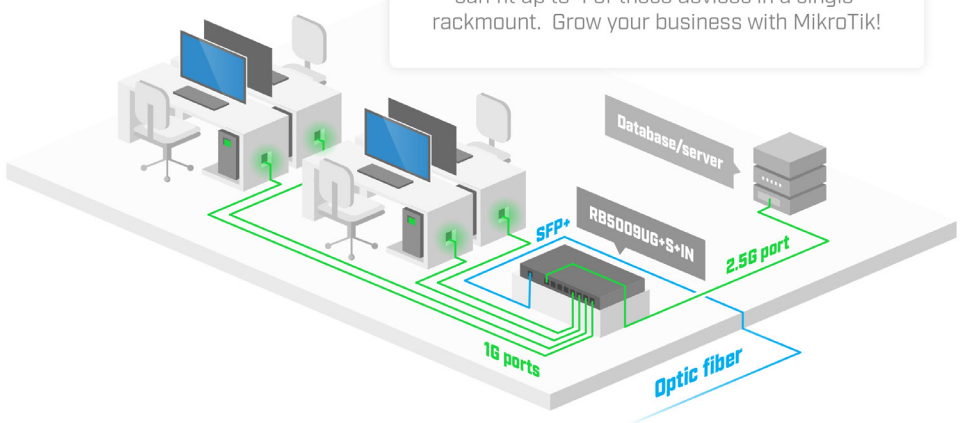 rackmount. Grow your business with MikroTik!
Database/server
RB5009UG+S+IN
SFP+
2.5G port
1G ports
Optic fiber